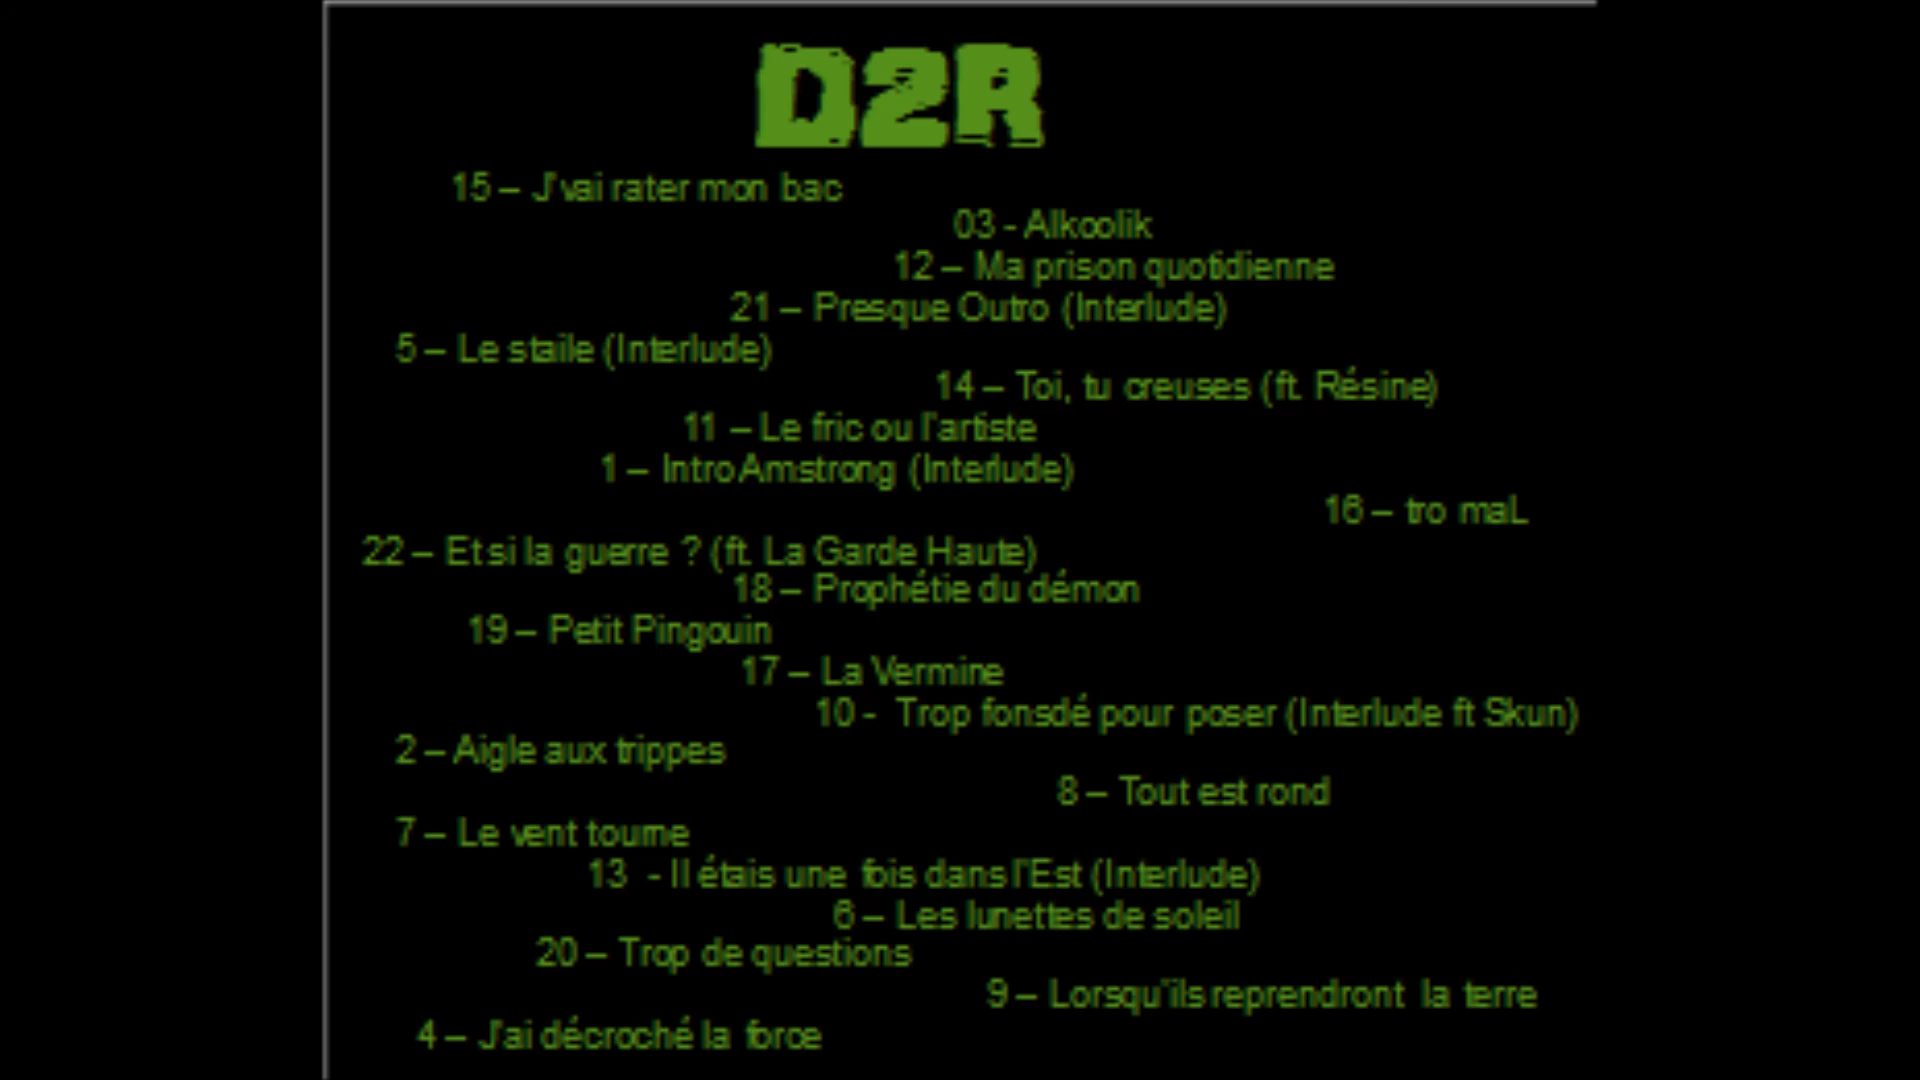 D2R
15 – J'vai rater mon bac
03 - Alkoolik
12 – Ma prison quotidienne
21 – Presque Outro (Interlude)
5 – Le staile (Interlude)
14 – Toi, tu creuses (ft. Résine)
11 – Le fric ou l'artiste
1 – Intro Amstrong (Interlude)
16 – tro maL
22 – Et si la guerre ? (ft. La Garde Haute)
18 – Prophétie du démon
19 – Petit Pingouin
17 – La Vermine
10 - Trop fonsdé pour poser (Interlude ft Skun)
2 – Aigle aux trippes
8 – Tout est rond
7 – Le vent tourne
13 - Il étais une fois dans l'Est (Interlude)
6 – Les lunettes de soleil
20 – Trop de questions
9 – Lorsqu'ils reprendront la terre
4 – J'ai décroché la force